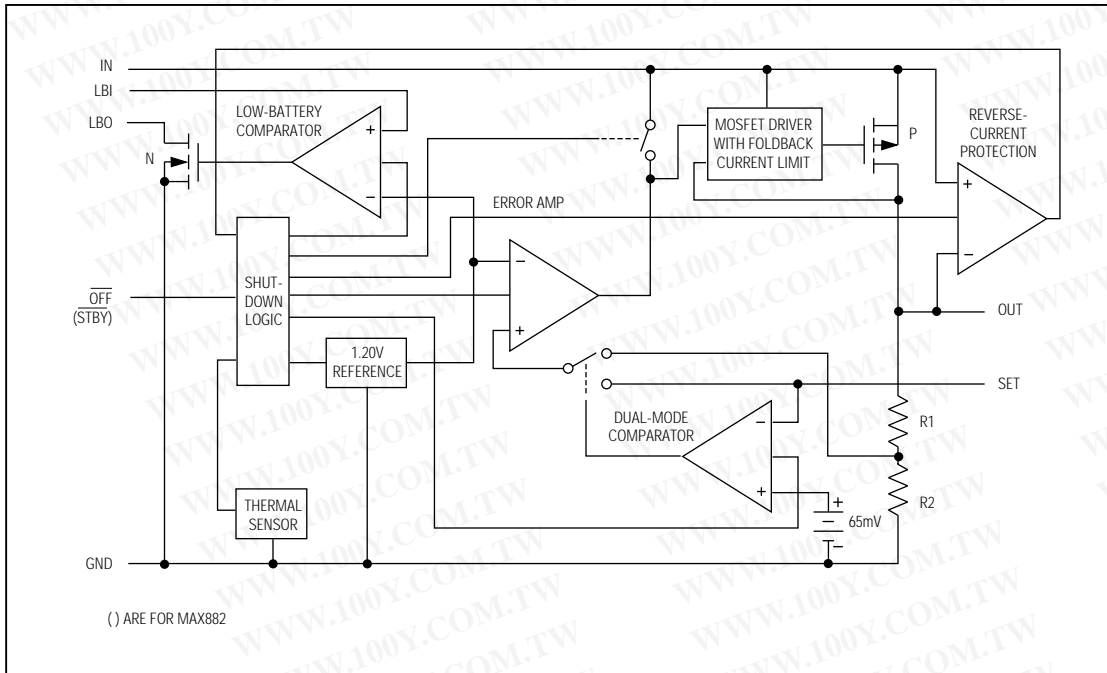 IN
LBI
LOW-BATTERY
COMPARATOR
LBO
N
+
−
ERROR AMP
MOSFET DRIVER
WITH FOLDBACK
CURRENT LIMIT
P
REVERSE-
CURRENT
PROTECTION
+
−
OFF
(STBY)
SHUT-
DOWN
LOGIC
−
+
1.20V
REFERENCE
OUT
SET
DUAL-MODE
COMPARATOR
−
+
R1
R2
+
65mV
−
THERMAL
SENSOR
GND
( ) ARE FOR MAX882
WWW.100Y.COM.TW